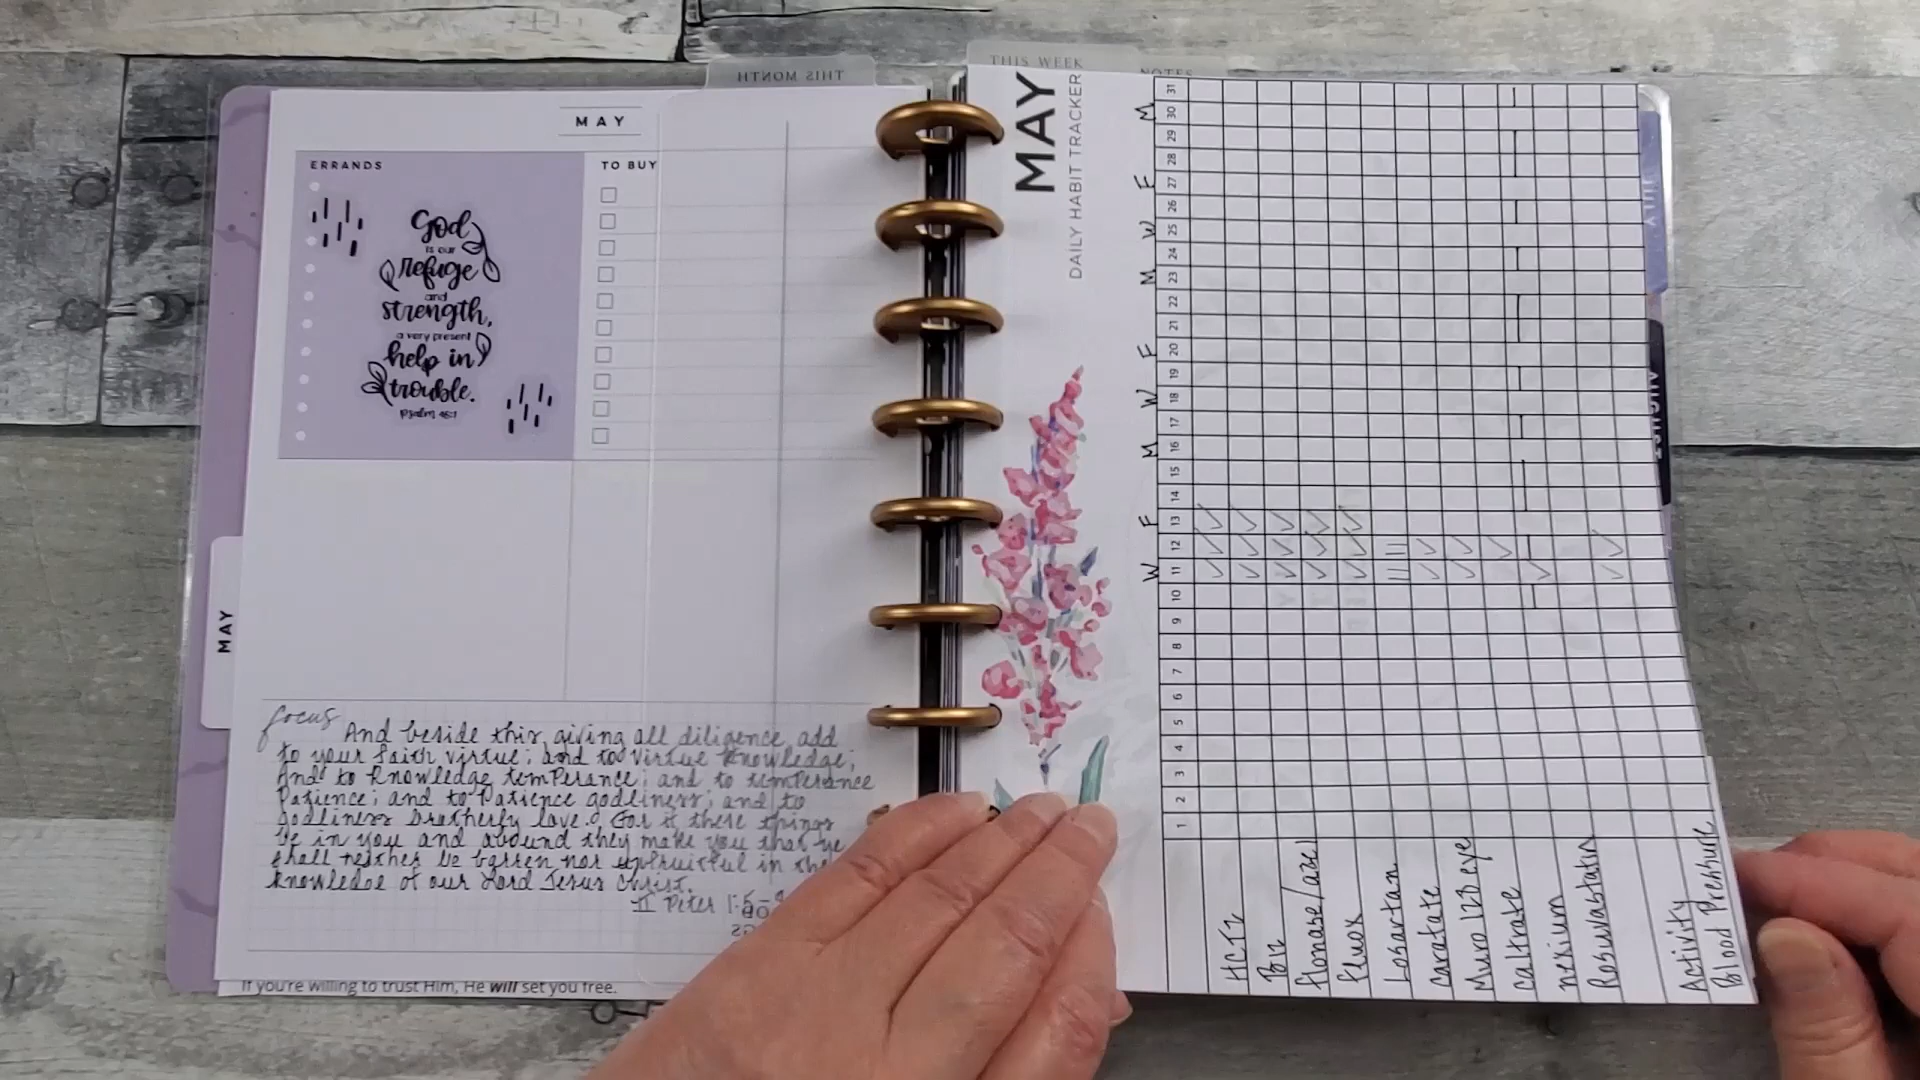 THIS MONTH
MAY
ERRANDS
TO BUY
God
is our
refuge
and
strength,
a very present
help in
trouble.
Psalm 46:1
MAY
focus
And beside this, giving all diligence, add
to your faith virtue; and to virtue knowledge;
And to knowledge temperance; and to temperance
Patience; and to Patience godliness; and to
godliness brotherly love. For if these things
be in you and abound they make you that ye
shall neither be barren nor unfruitful in the
knowledge of our Lord Jesus Christ.
II Peter 1:5-
If you're willing to trust Him, He will set you free.
THIS WEEK
NOTES
MAY
DAILY HABIT TRACKER
W F M W F M W F M
1 2 3 4 5 6 7 8 9 10 11 12 13 14 15 16 17 18 19 20 21 22 23 24 25 26 27 28 29 30 31
HCTZ
flonase/azel
Fluox
Losartan
Carafate
Muro 128 eye
Caltrate
nexium
Rosuvastatin
Activity
Blood Preshure
JULY
AUGUST